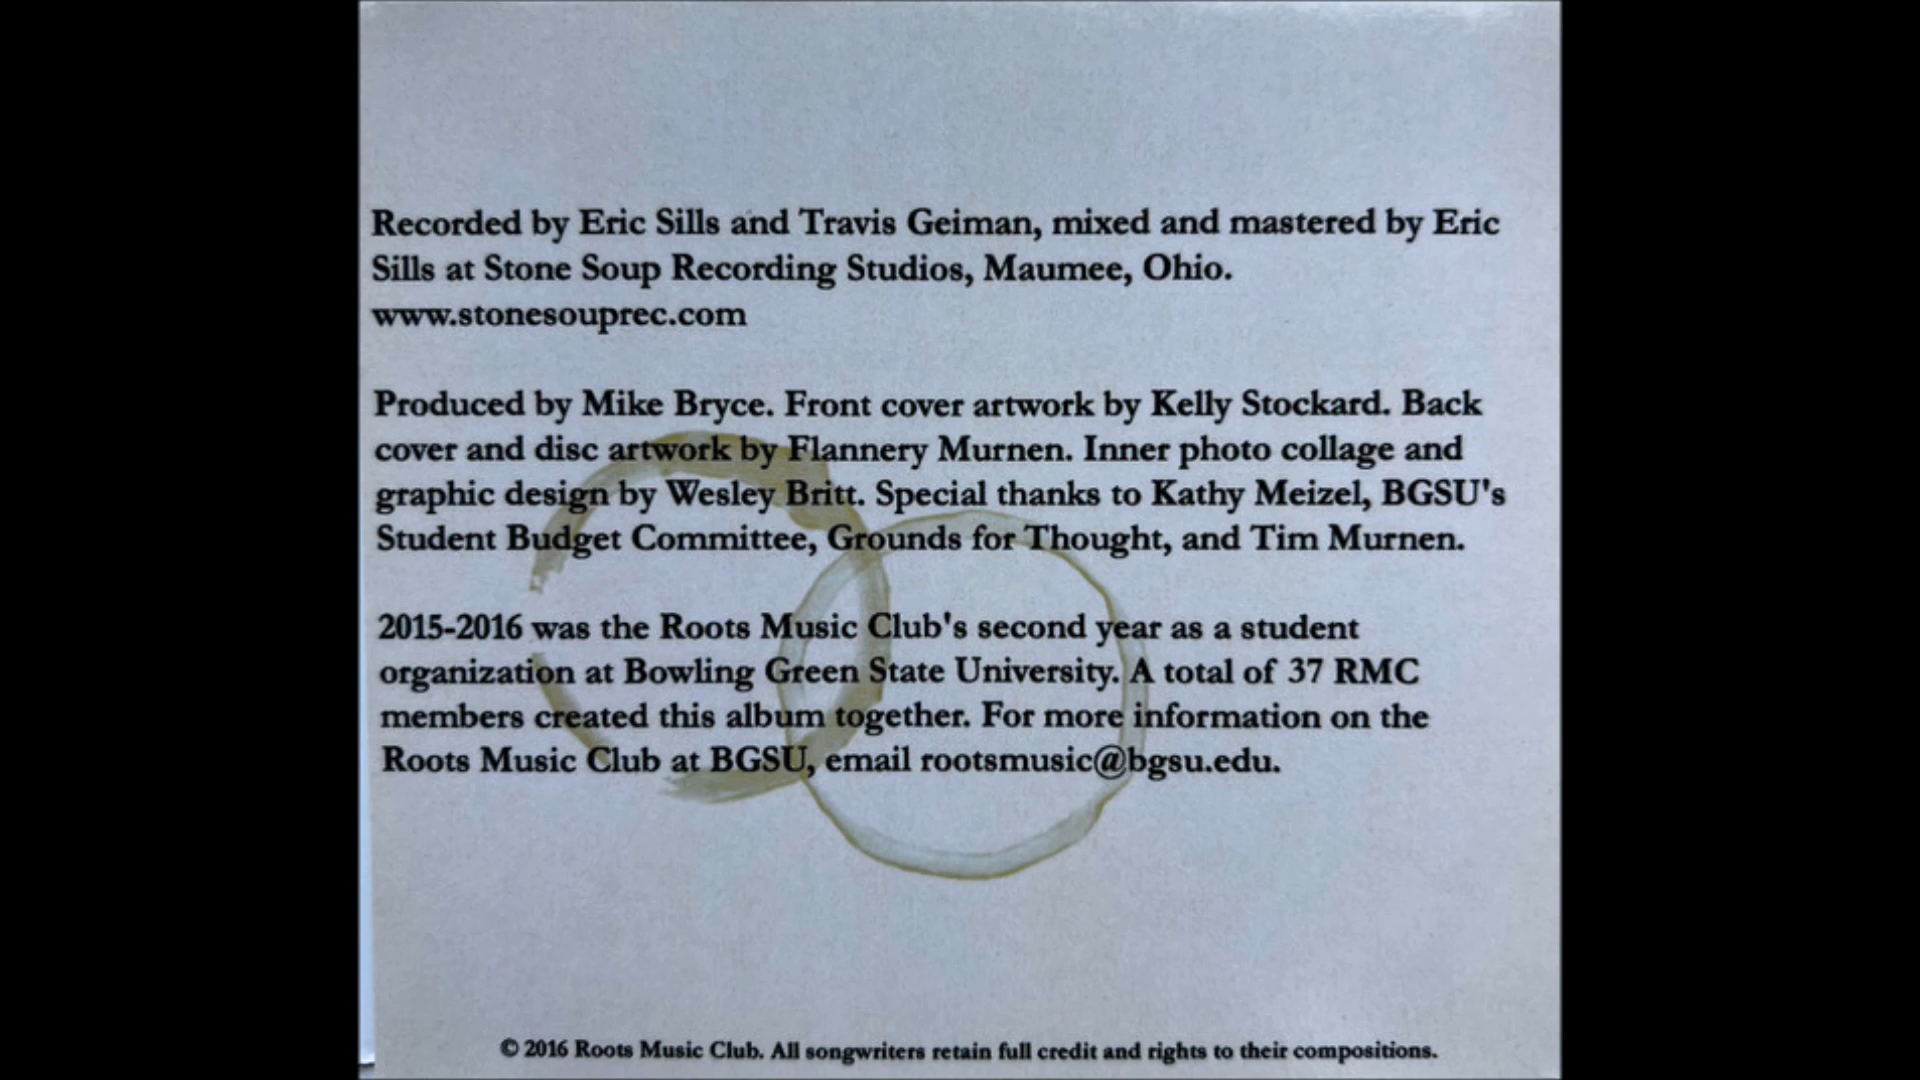 Recorded by Eric Sills and Travis Geiman, mixed and mastered by Eric
Sills at Stone Soup Recording Studios, Maumee, Ohio.
www.stonesouprec.com
Produced by Mike Bryce. Front cover artwork by Kelly Stockard. Back
cover and disc artwork by Flannery Murnen. Inner photo collage and
graphic design by Wesley Britt. Special thanks to Kathy Meizel, BGSU's
Student Budget Committee, Grounds for Thought, and Tim Murnen.
2015-2016 was the Roots Music Club's second year as a student
organization at Bowling Green State University. A total of 37 RMC
members created this album together. For more information on the
Roots Music Club at BGSU, email rootsmusic@bgsu.edu.
© 2016 Roots Music Club. All songwriters retain full credit and rights to their compositions.